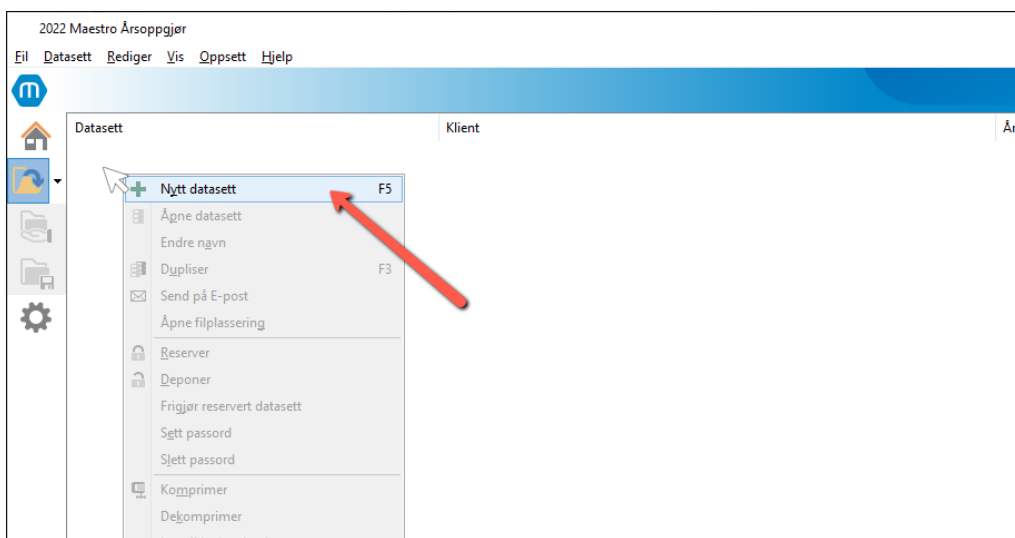 2022 Maestro Årsoppgjør
Fil Datasett Rediger Vis Oppsett Hjelp
m
Datasett Klient
Nytt datasett F5
Åpne datasett
Endre navn
Dupliser F3
Send på E-post
Åpne filplassering
Reserver
Deponer
Frigjør reservert datasett
Sett passord
Slett passord
Komprimer
Dekomprimer